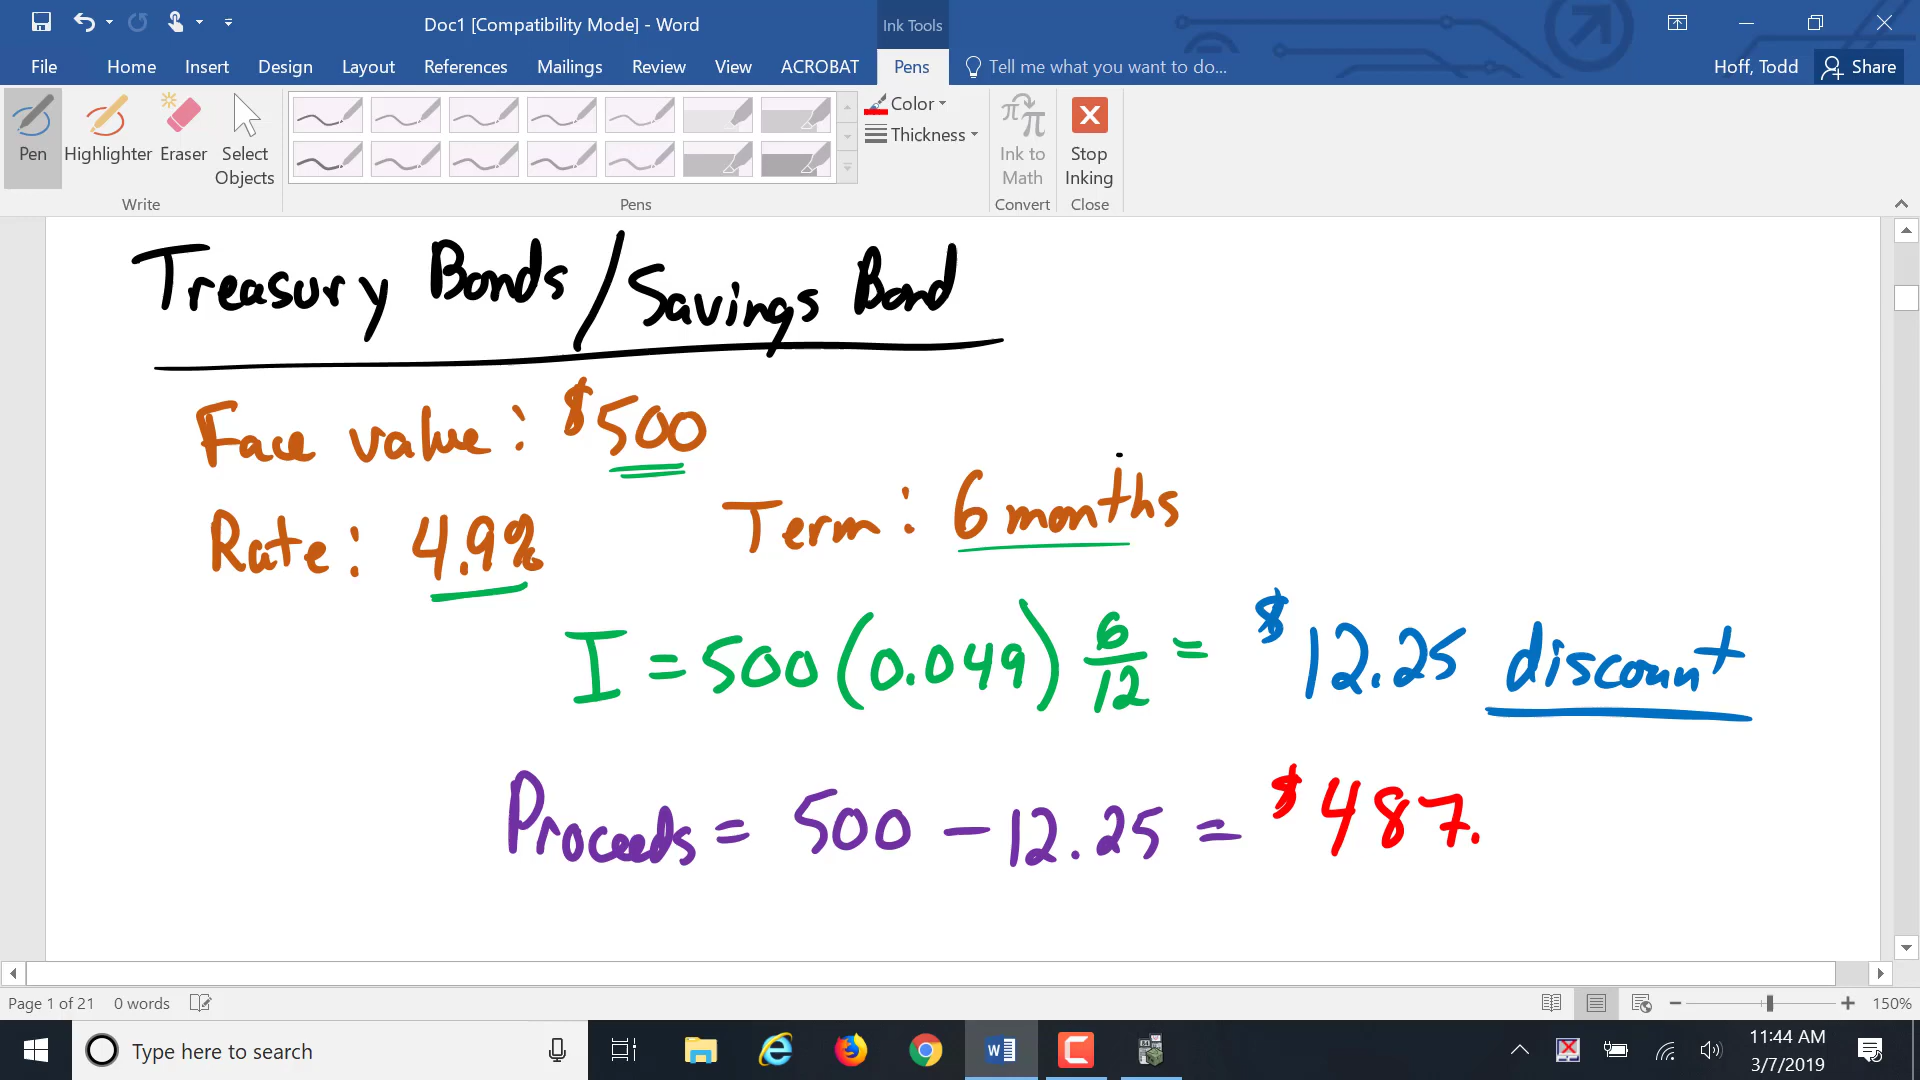 Doc1 [Compatibility Mode] - Word
Ink Tools
File Home Insert Design Layout References Mailings Review View ACROBAT Pens Tell me what you want to do... Hoff, Todd Share
Pen Highlighter Eraser Select Objects
Color
Thickness
Ink to Math
Stop Inking
Write Pens Convert Close
Treasury Bonds / Savings Bond
Face value: $500
Rate: 4.9% Term: 6 months
I = 500 (0.049) 6/12 = $12.25 discount
Proceeds = 500 - 12.25 = $487.
Page 1 of 21 0 words 150%
Type here to search
11:44 AM
3/7/2019